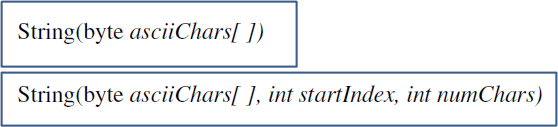 String(byte asciiChars[ ])
String(byte asciiChars[ ], int startIndex, int numChars)